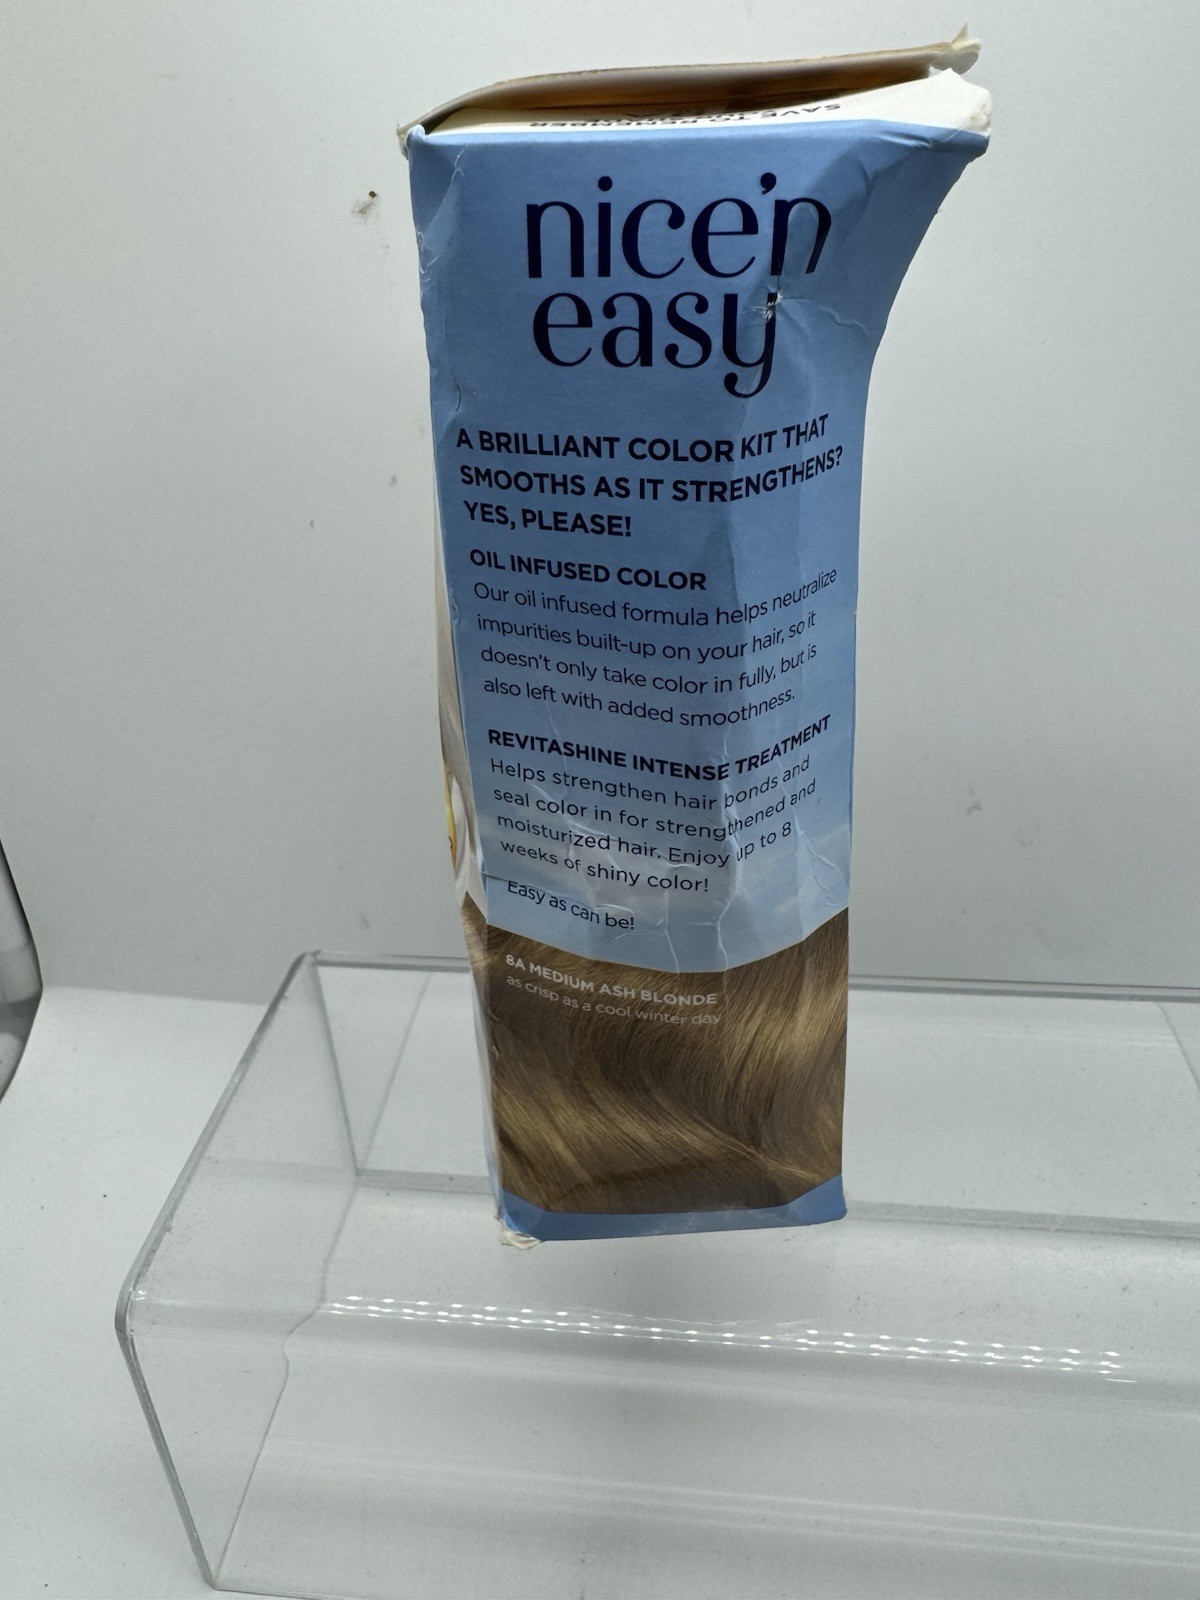 SAVE TO REMEMBER
nice'n
easy
A BRILLIANT COLOR KIT THAT
SMOOTHS AS IT STRENGTHENS?
YES, PLEASE!
OIL INFUSED COLOR
Our oil infused formula helps neutralize
impurities built-up on your hair, so it
doesn't only take color in fully, but is
also left with added smoothness.
REVITASHINE INTENSE TREATMENT
Helps strengthen hair bonds and
seal color in for strengthened and
moisturized hair. Enjoy up to 8
weeks of shiny color!
Easy as can be!
8A MEDIUM ASH BLONDE
as crisp as a cool winter day